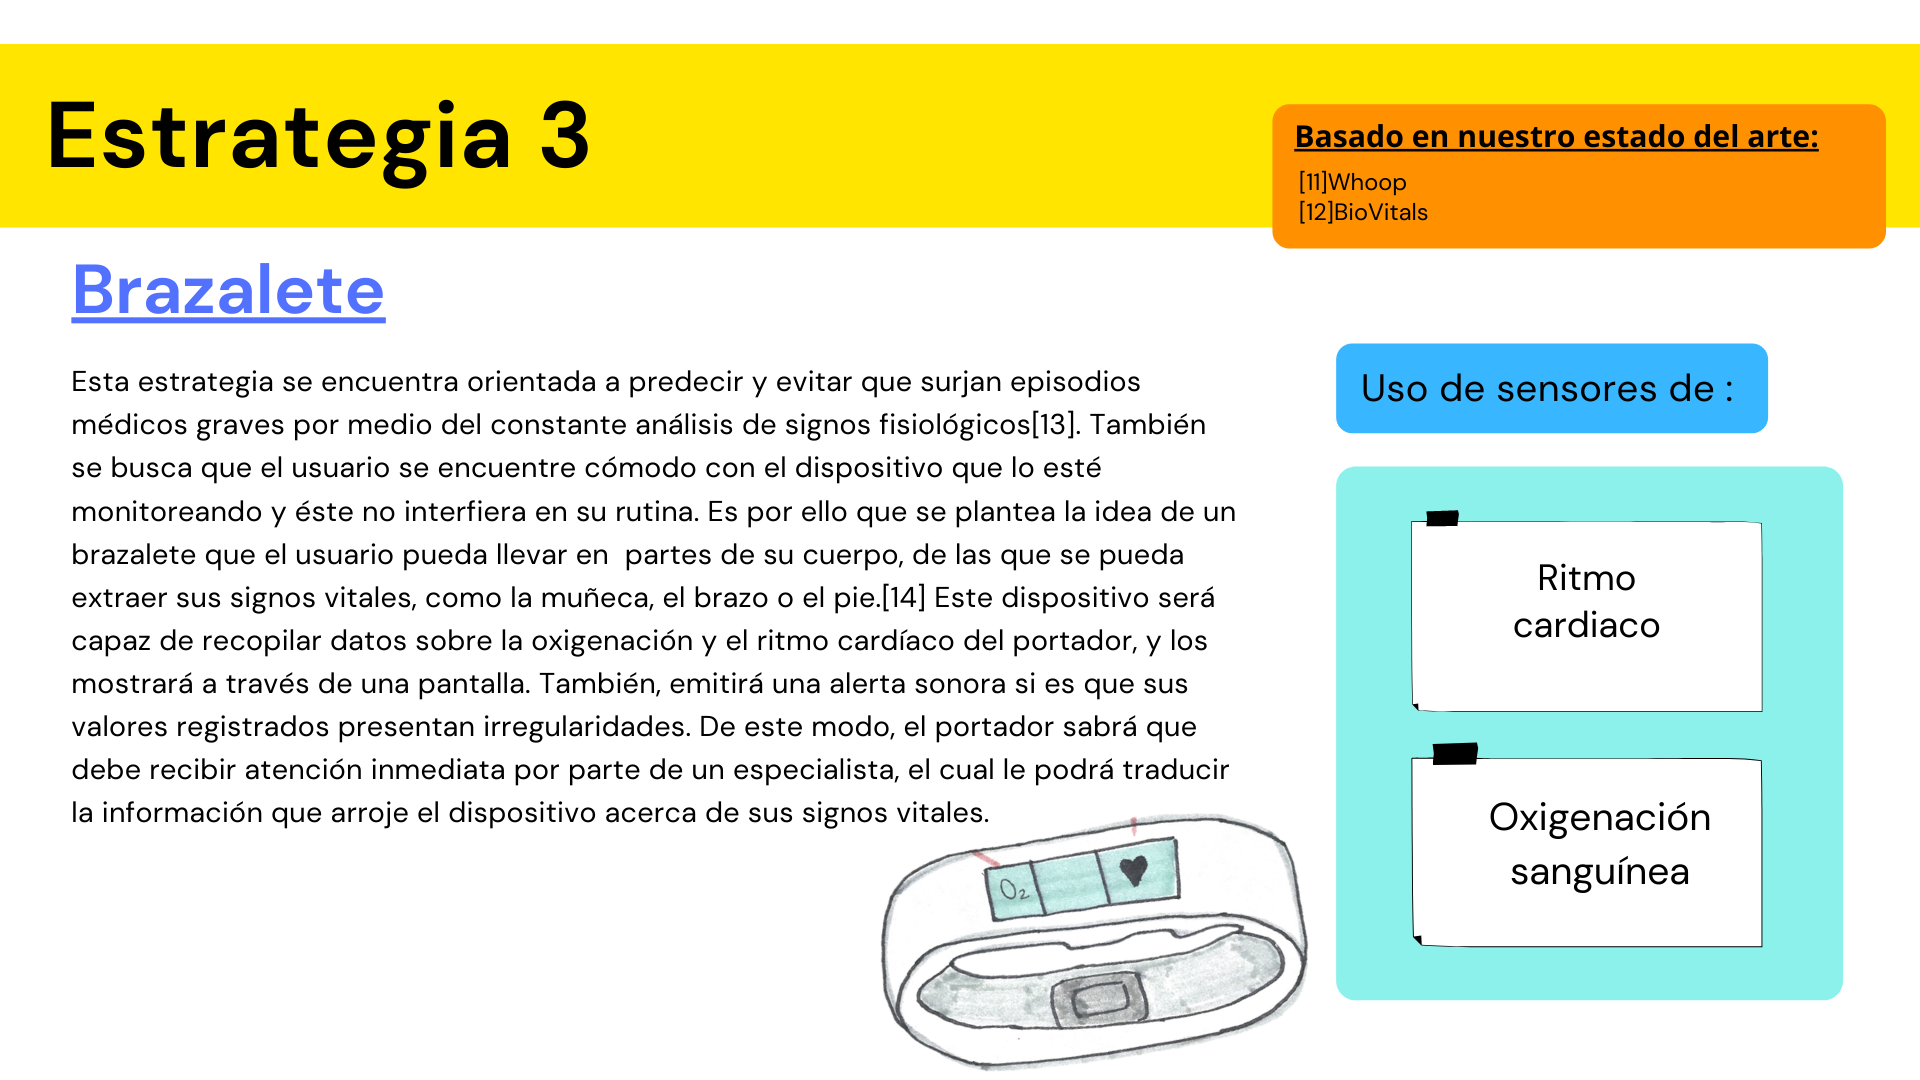 Estrategia 3
Basado en nuestro estado del arte:
[11]Whoop
[12]BioVitals
Brazalete
Esta estrategia se encuentra orientada a predecir y evitar que surjan episodios
médicos graves por medio del constante análisis de signos fisiológicos[13]. También
se busca que el usuario se encuentre cómodo con el dispositivo que lo esté
monitoreando y éste no interfiera en su rutina. Es por ello que se plantea la idea de un
brazalete que el usuario pueda llevar en  partes de su cuerpo, de las que se pueda
extraer sus signos vitales, como la muñeca, el brazo o el pie.[14] Este dispositivo será
capaz de recopilar datos sobre la oxigenación y el ritmo cardíaco del portador, y los
mostrará a través de una pantalla. También, emitirá una alerta sonora si es que sus
valores registrados presentan irregularidades. De este modo, el portador sabrá que
debe recibir atención inmediata por parte de un especialista, el cual le podrá traducir
la información que arroje el dispositivo acerca de sus signos vitales.
O₂
Uso de sensores de :
Ritmo
cardiaco
Oxigenación
sanguínea